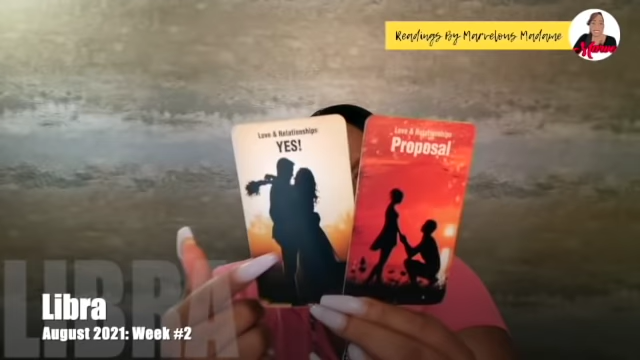 Readings By Marvelous Madame
Love & Relationships
YES!
Love & Relationships
Proposal
LIBRA
Libra
August 2021: Week #2